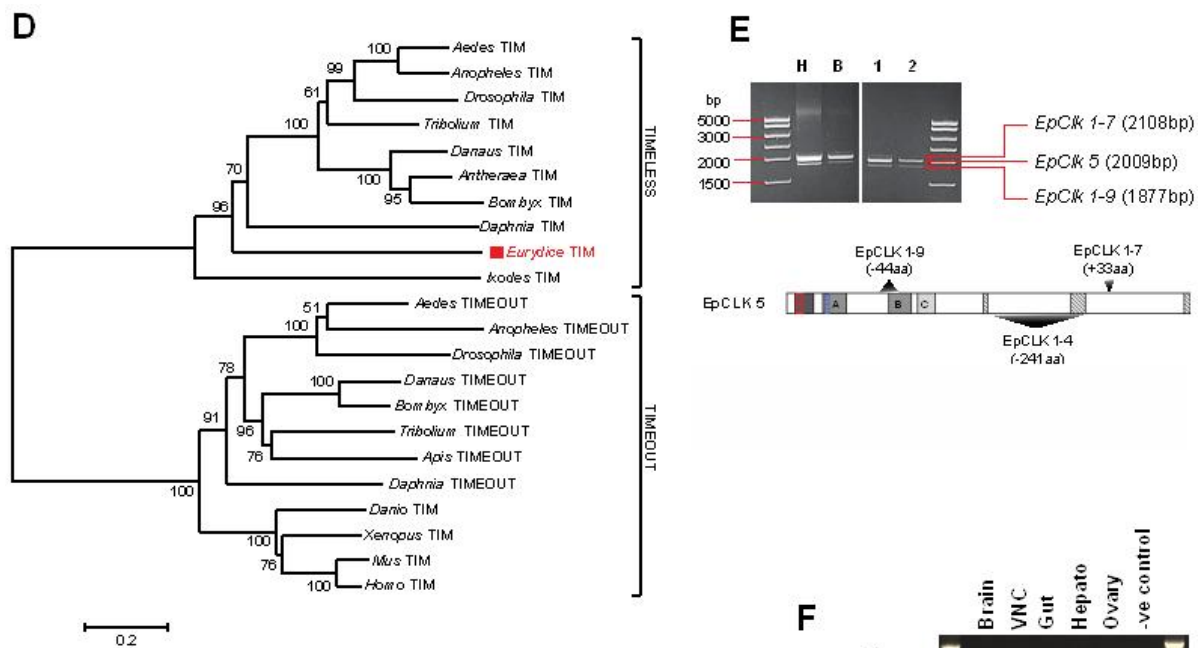 D
100
Aedes TIM
Anopheles TIM
99
Drosophila TIM
61
Tribolium TIM
100
Danaus TIM
70
Antheraea TIM
100
95
Bombyx TIM
96
Daphnia TIM
Eurydice TIM
Ixodes TIM
TIMELESS
51
Aedes TIMEOUT
Anopheles TIMEOUT
100
Drosophila TIMEOUT
78
100
Danaus TIMEOUT
Bombyx TIMEOUT
91
96
Tribolium TIMEOUT
76
Apis TIMEOUT
Daphnia TIMEOUT
100
Danio TIM
100
Xenopus TIM
76
Mus TIM
100
Homo TIM
TIMEOUT
0.2
E
H B 1 2
bp
5000
3000
2000
1500
EpClk 1-7 (2108bp)
EpClk 5 (2009bp)
EpClk 1-9 (1877bp)
EpCLK 1-9
(-44aa)
EpCLK 1-7
(+33aa)
EpCLK 5
A B C
EpCLK 1-4
(-241aa)
F
Brain
VNC
Gut
Hepato
Ovary
-ve control